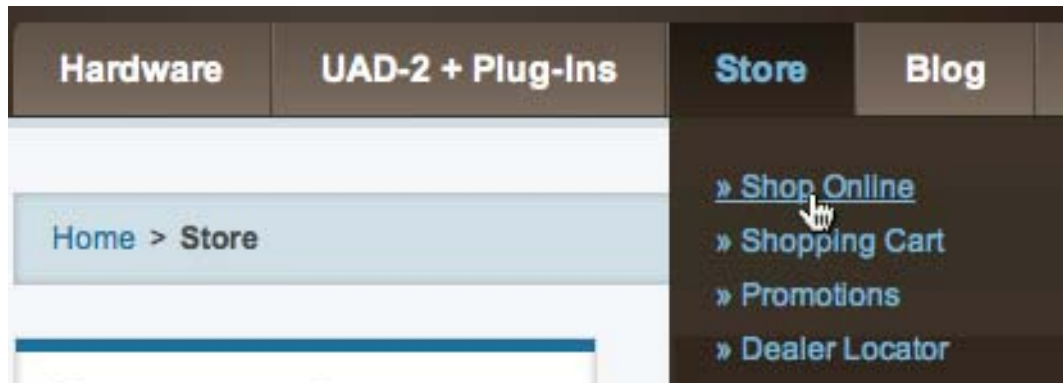 Hardware
UAD-2 + Plug-Ins
Store
Blog
Home > Store
» Shop Online
» Shopping Cart
» Promotions
» Dealer Locator